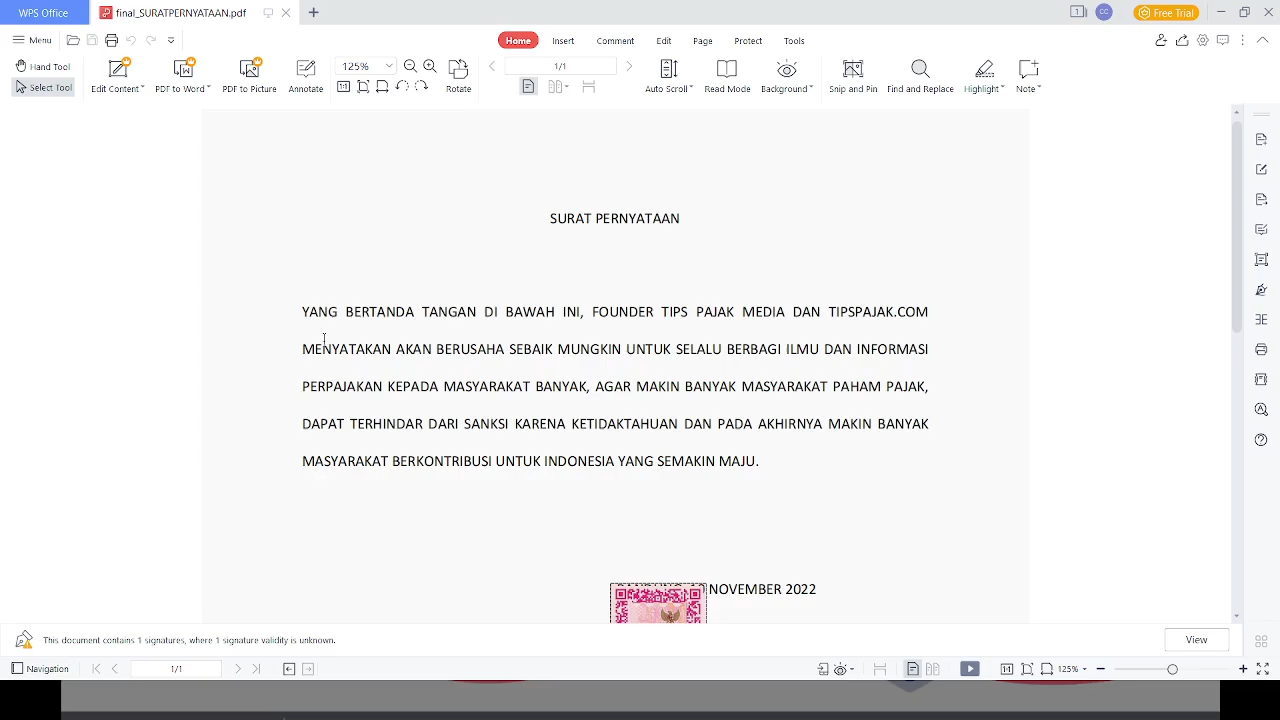 WPS Office final_SURATPERNYATAAN.pdf 1 CC Free Trial
Menu Home Insert Comment Edit Page Protect Tools
Hand Tool 125% 1/1
Select Tool Edit Content PDF to Word PDF to Picture Annotate Rotate Auto Scroll Read Mode Background Snip and Pin Find and Replace Highlight Note
SURAT PERNYATAAN
YANG BERTANDA TANGAN DI BAWAH INI, FOUNDER TIPS PAJAK MEDIA DAN TIPSPAJAK.COM
MENYATAKAN AKAN BERUSAHA SEBAIK MUNGKIN UNTUK SELALU BERBAGI ILMU DAN INFORMASI
PERPAJAKAN KEPADA MASYARAKAT BANYAK, AGAR MAKIN BANYAK MASYARAKAT PAHAM PAJAK,
DAPAT TERHINDAR DARI SANKSI KARENA KETIDAKTAHUAN DAN PADA AKHIRNYA MAKIN BANYAK
MASYARAKAT BERKONTRIBUSI UNTUK INDONESIA YANG SEMAKIN MAJU.
NOVEMBER 2022
This document contains 1 signatures, where 1 signature validity is unknown. View
Navigation 1/1 125%